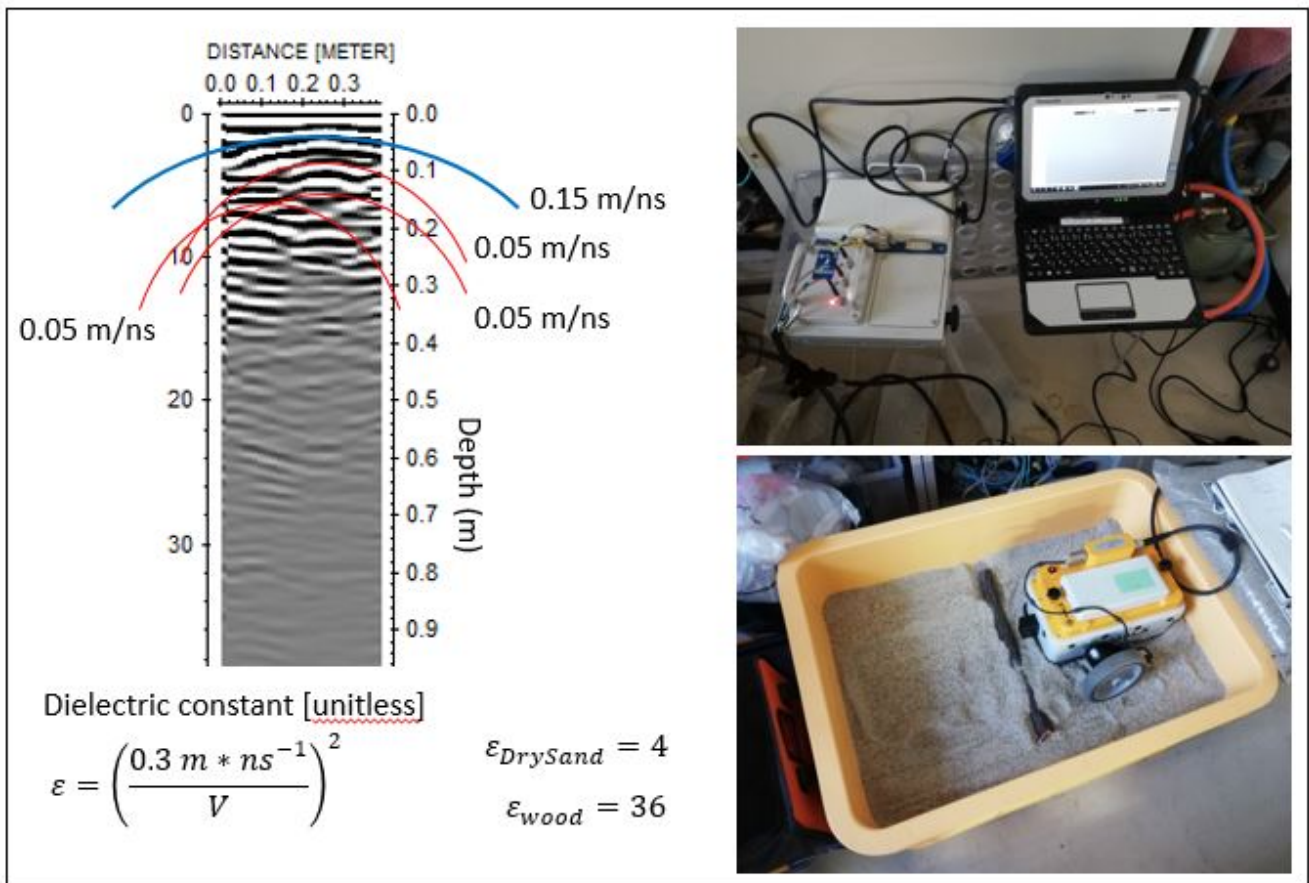 DISTANCE [METER]
0.0 0.1 0.2 0.3
0 0.0
0.1
0.15 m/ns
0.2
0.05 m/ns
10
0.3
0.05 m/ns
0.05 m/ns
0.4
20 0.5
Depth (m)
0.6
0.7
30
0.8
0.9
Dielectric constant [unitless]
ε = (0.3 m * ns⁻¹ / V)²
ε_DrySand = 4
ε_wood = 36